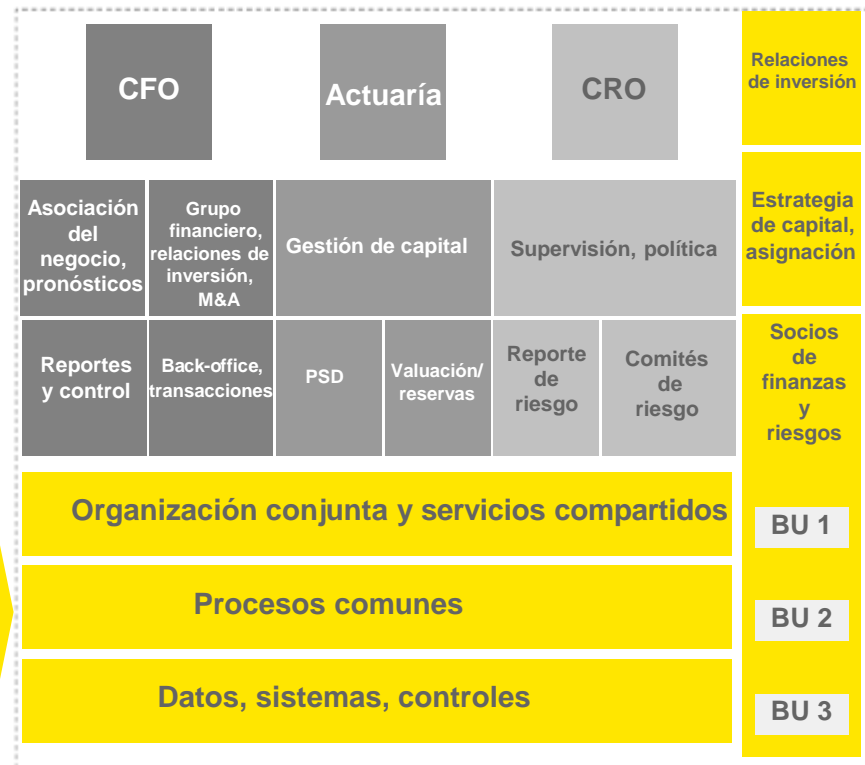 CFO
Actuaría
CRO
Relaciones
de inversión
Asociación
del
negocio,
pronósticos
Grupo
financiero,
relaciones de
inversión,
M&A
Gestión de capital
Supervisión, política
Estrategia
de capital,
asignación
Reportes
y control
Back-office,
transacciones
PSD
Valuación/
reservas
Reporte
de
riesgo
Comités
de
riesgo
Socios
de
finanzas
y
riesgos
Organización conjunta y servicios compartidos
BU 1
Procesos comunes
BU 2
Datos, sistemas, controles
BU 3